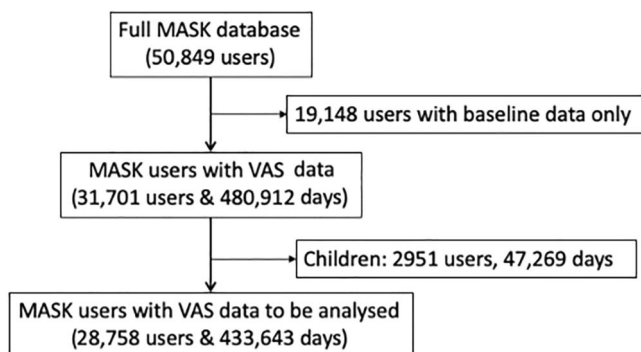 Full MASK database
(50,849 users)
19,148 users with baseline data only
MASK users with VAS data
(31,701 users & 480,912 days)
Children: 2951 users, 47,269 days
MASK users with VAS data to be analysed
(28,758 users & 433,643 days)